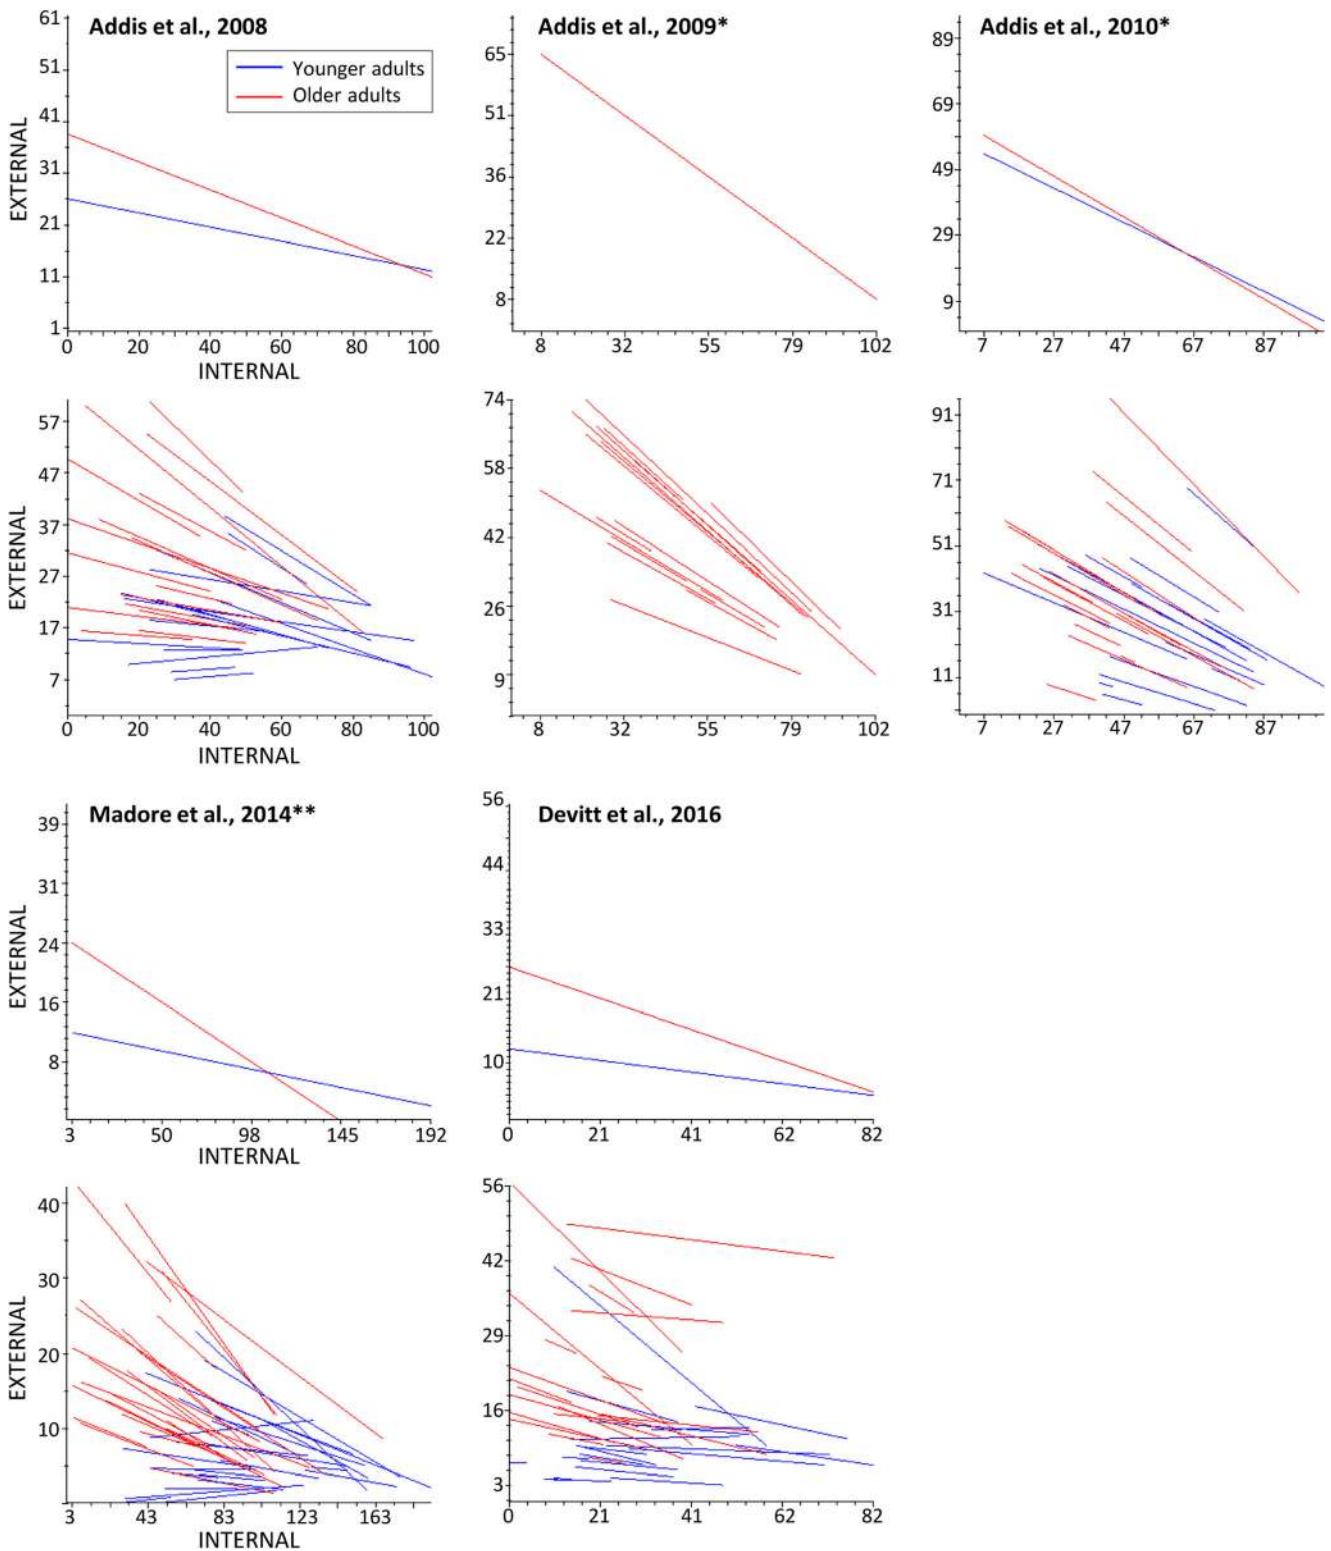 Addis et al., 2008
Younger adults
Older adults
EXTERNAL
61
51
41
31
21
11
1
0 20 40 60 80 100
INTERNAL
Addis et al., 2009*
65
51
36
22
8
8 32 55 79 102
Addis et al., 2010*
89
69
49
29
9
7 27 47 67 87
EXTERNAL
57
47
37
27
17
7
0 20 40 60 80 100
INTERNAL
74
58
42
26
9
8 32 55 79 102
91
71
51
31
11
7 27 47 67 87
Madore et al., 2014**
EXTERNAL
39
31
24
16
8
3 50 98 145 192
INTERNAL
Devitt et al., 2016
56
44
33
21
10
0 21 41 62 82
EXTERNAL
40
30
20
10
3 43 83 123 163
INTERNAL
56
42
29
16
3
0 21 41 62 82